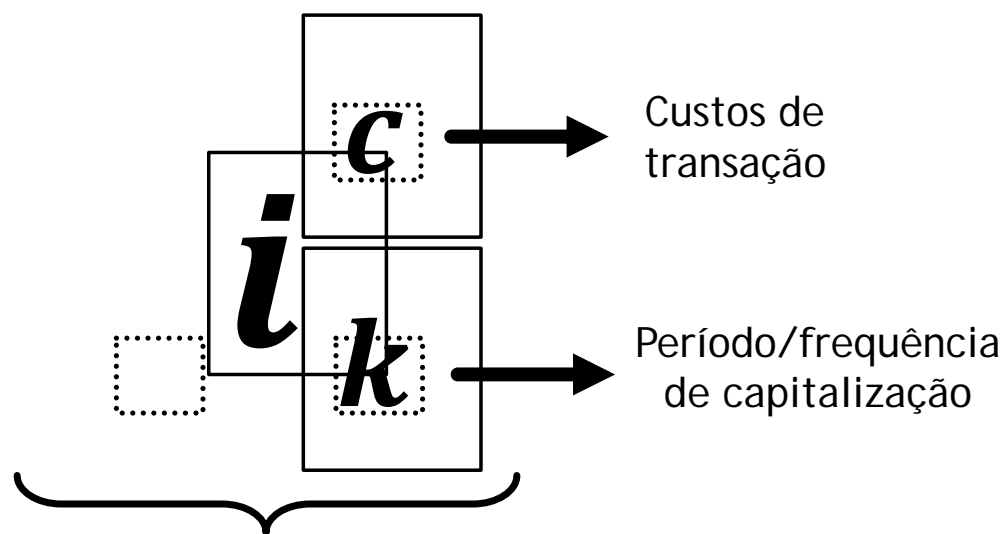 c
Custos de
transação
i
k
Período/frequência
de capitalização